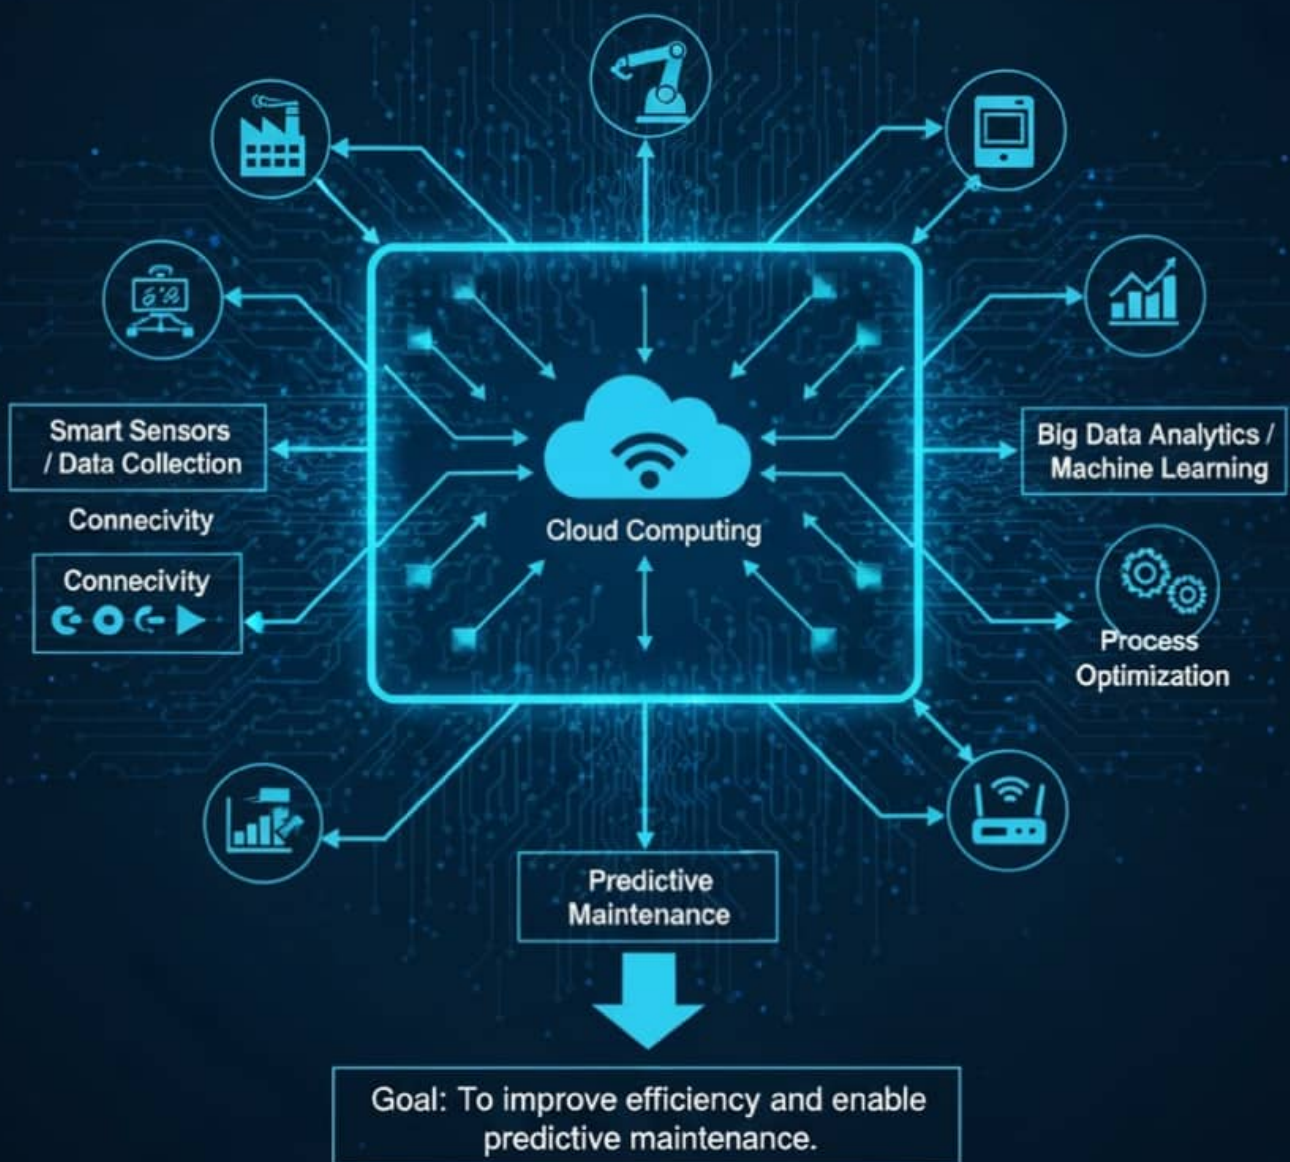 Smart Sensors
/ Data Collection
Connecivity
Connecivity
Cloud Computing
Big Data Analytics /
Machine Learning
Process
Optimization
Predictive
Maintenance
Goal: To improve efficiency and enable
predictive maintenance.